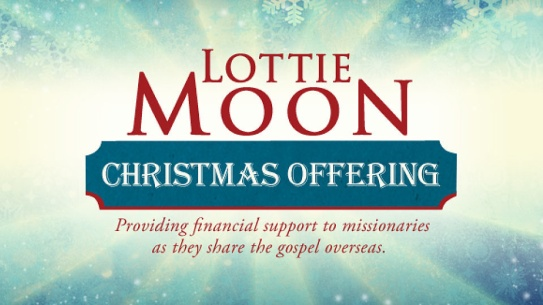 LOTTIE
MOON
CHRISTMAS OFFERING
Providing financial support to missionaries
as they share the gospel overseas.